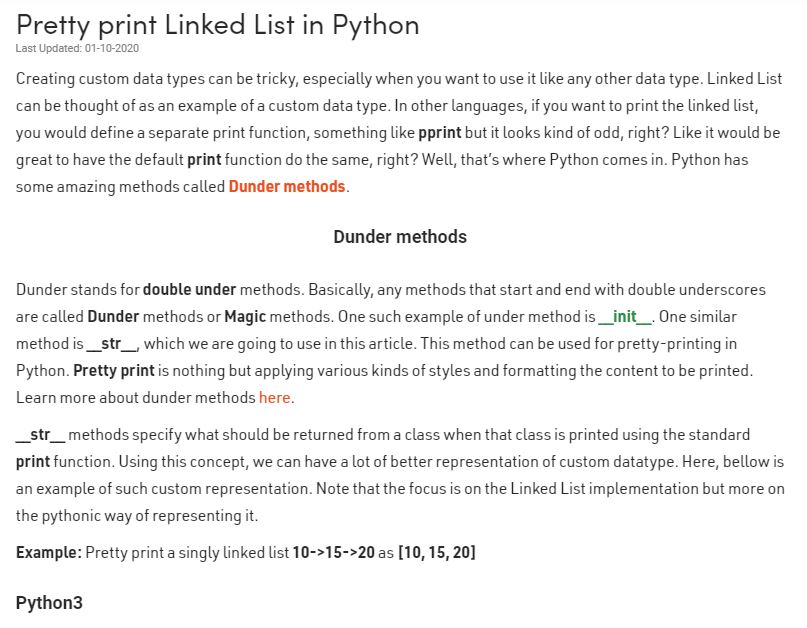 Pretty print Linked List in Python
Last Updated: 01-10-2020
Creating custom data types can be tricky, especially when you want to use it like any other data type. Linked List
can be thought of as an example of a custom data type. In other languages, if you want to print the linked list,
you would define a separate print function, something like pprint but it looks kind of odd, right? Like it would be
great to have the default print function do the same, right? Well, that’s where Python comes in. Python has
some amazing methods called Dunder methods.
Dunder methods
Dunder stands for double under methods. Basically, any methods that start and end with double underscores
are called Dunder methods or Magic methods. One such example of under method is __init__. One similar
method is __str__, which we are going to use in this article. This method can be used for pretty-printing in
Python. Pretty print is nothing but applying various kinds of styles and formatting the content to be printed.
Learn more about dunder methods here.
__str__ methods specify what should be returned from a class when that class is printed using the standard
print function. Using this concept, we can have a lot of better representation of custom datatype. Here, bellow is
an example of such custom representation. Note that the focus is on the Linked List implementation but more on
the pythonic way of representing it.
Example: Pretty print a singly linked list 10->15->20 as [10, 15, 20]
Python3